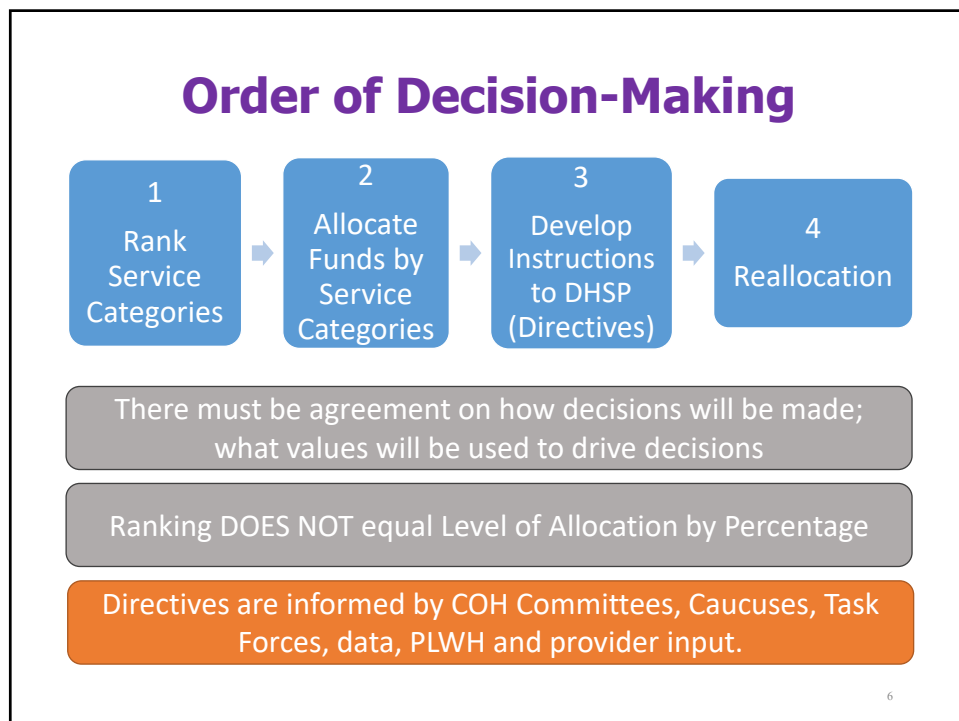 Order of Decision-Making
1
Rank
Service
Categories
2
Allocate
Funds by
Service
Categories
3
Develop
Instructions
to DHSP
(Directives)
4
Reallocation
There must be agreement on how decisions will be made;
what values will be used to drive decisions
Ranking DOES NOT equal Level of Allocation by Percentage
Directives are informed by COH Committees, Caucuses, Task
Forces, data, PLWH and provider input.
6